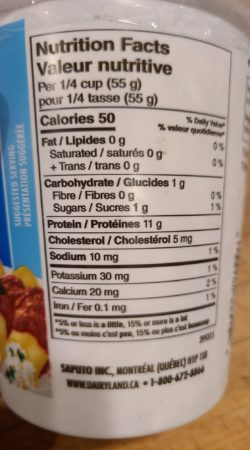 Nutrition Facts
Valeur nutritive
Per 1/4 cup (55 g)
pour 1/4 tasse (55 g)
Calories 50
% Daily Value*
% valeur quotidienne*
Fat / Lipides 0 g 0 %
Saturated / saturés 0 g
+ Trans / trans 0 g 0 %
Carbohydrate / Glucides 1 g
Fibre / Fibres 0 g 0 %
Sugars / Sucres 1 g 1 %
Protein / Protéines 11 g
Cholesterol / Cholestérol 5 mg
Sodium 10 mg 1 %
Potassium 30 mg 1 %
Calcium 20 mg 2 %
Iron / Fer 0.1 mg 1 %
*5% or less is a little, 15% or more is a lot
*5% ou moins c'est peu, 15% ou plus c'est beaucoup
SAPUTO INC., MONTRÉAL (QUÉBEC) H1P 1X8
WWW.DAIRYLAND.CA • 1-800-672-8866
SUGGESTED SERVING
PRÉSENTATION SUGGÉRÉE